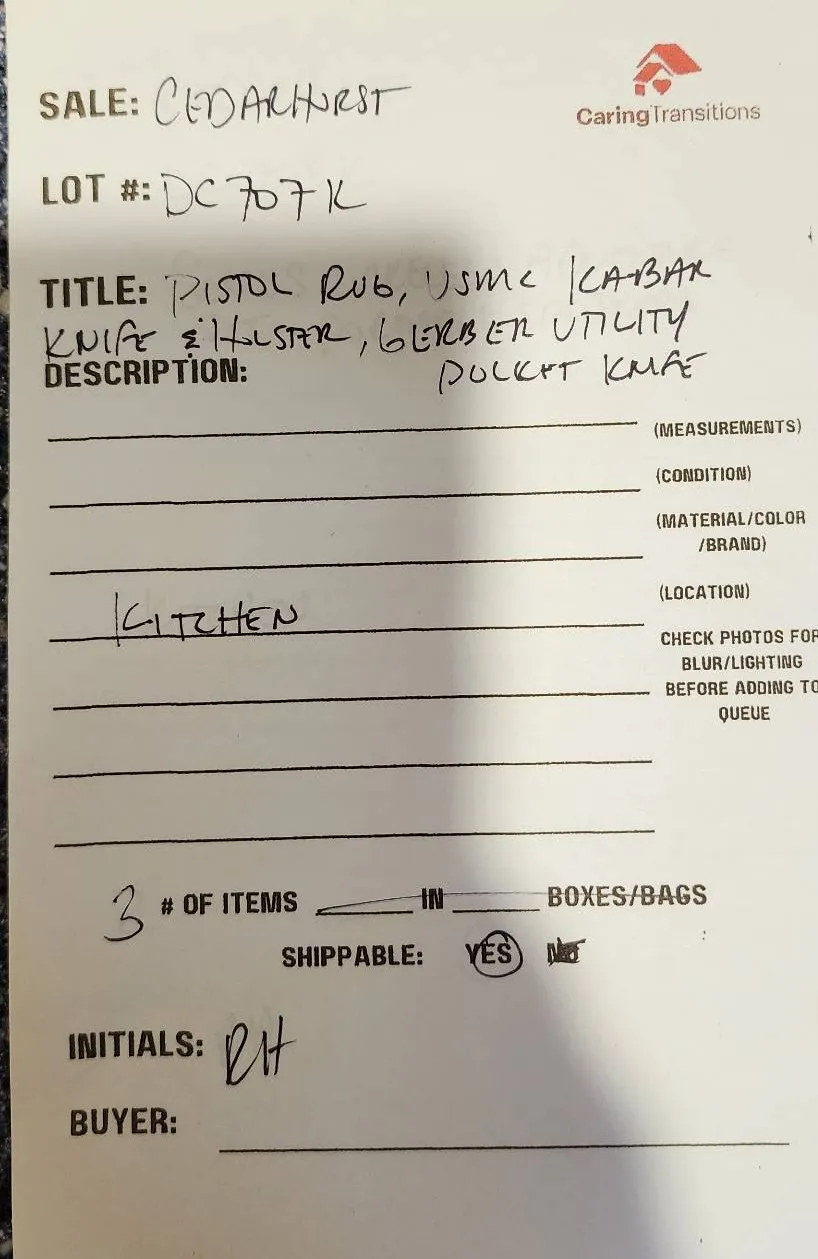 CaringTransitions
SALE: CEDARHURST
LOT #: DC707K
TITLE: PISTOL RUG, USMC KA-BAR
KNIFE & HOLSTER, GERBER UTILITY
DESCRIPTION: POCKET KNIFE
(MEASUREMENTS)
(CONDITION)
(MATERIAL/COLOR
/BRAND)
(LOCATION)
KITCHEN
CHECK PHOTOS FOR
BLUR/LIGHTING
BEFORE ADDING TO
QUEUE
3 # OF ITEMS IN BOXES/BAGS
SHIPPABLE: YES NO
INITIALS: RH
BUYER: